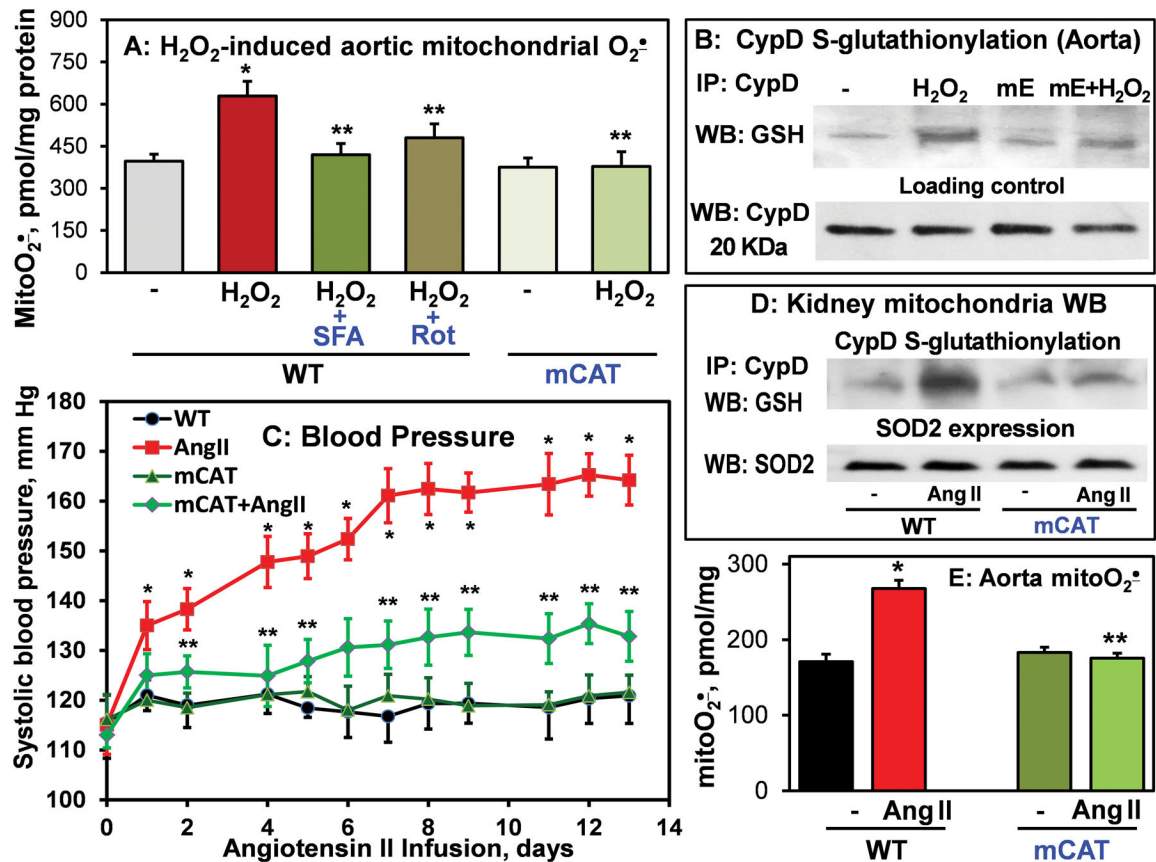 A: H₂O₂-induced aortic mitochondrial O₂•̵
MitoO₂•̵, pmol/mg protein
900
750
600
450
300
150
0
*
**
**
**
- H₂O₂ H₂O₂ H₂O₂ - H₂O₂
+ +
SFA Rot
WT mCAT
B: CypD S-glutathionylation (Aorta)
IP: CypD - H₂O₂ mE mE+H₂O₂
WB: GSH
Loading control
WB: CypD
20 KDa
C: Blood Pressure
Systolic blood pressure, mm Hg
180
170
160
150
140
130
120
110
100
WT
AngII
mCAT
mCAT+AngII
* * * * * * * * * * *
** ** ** ** ** ** ** ** **
0 2 4 6 8 10 12 14
Angiotensin II Infusion, days
D: Kidney mitochondria WB
CypD S-glutathionylation
IP: CypD
WB: GSH
SOD2 expression
WB: SOD2
- Ang II - Ang II
WT mCAT
E: Aorta mitoO₂•̵
mitoO₂•̵, pmol/mg
300
200
100
0
*
**
- Ang II - Ang II
WT mCAT